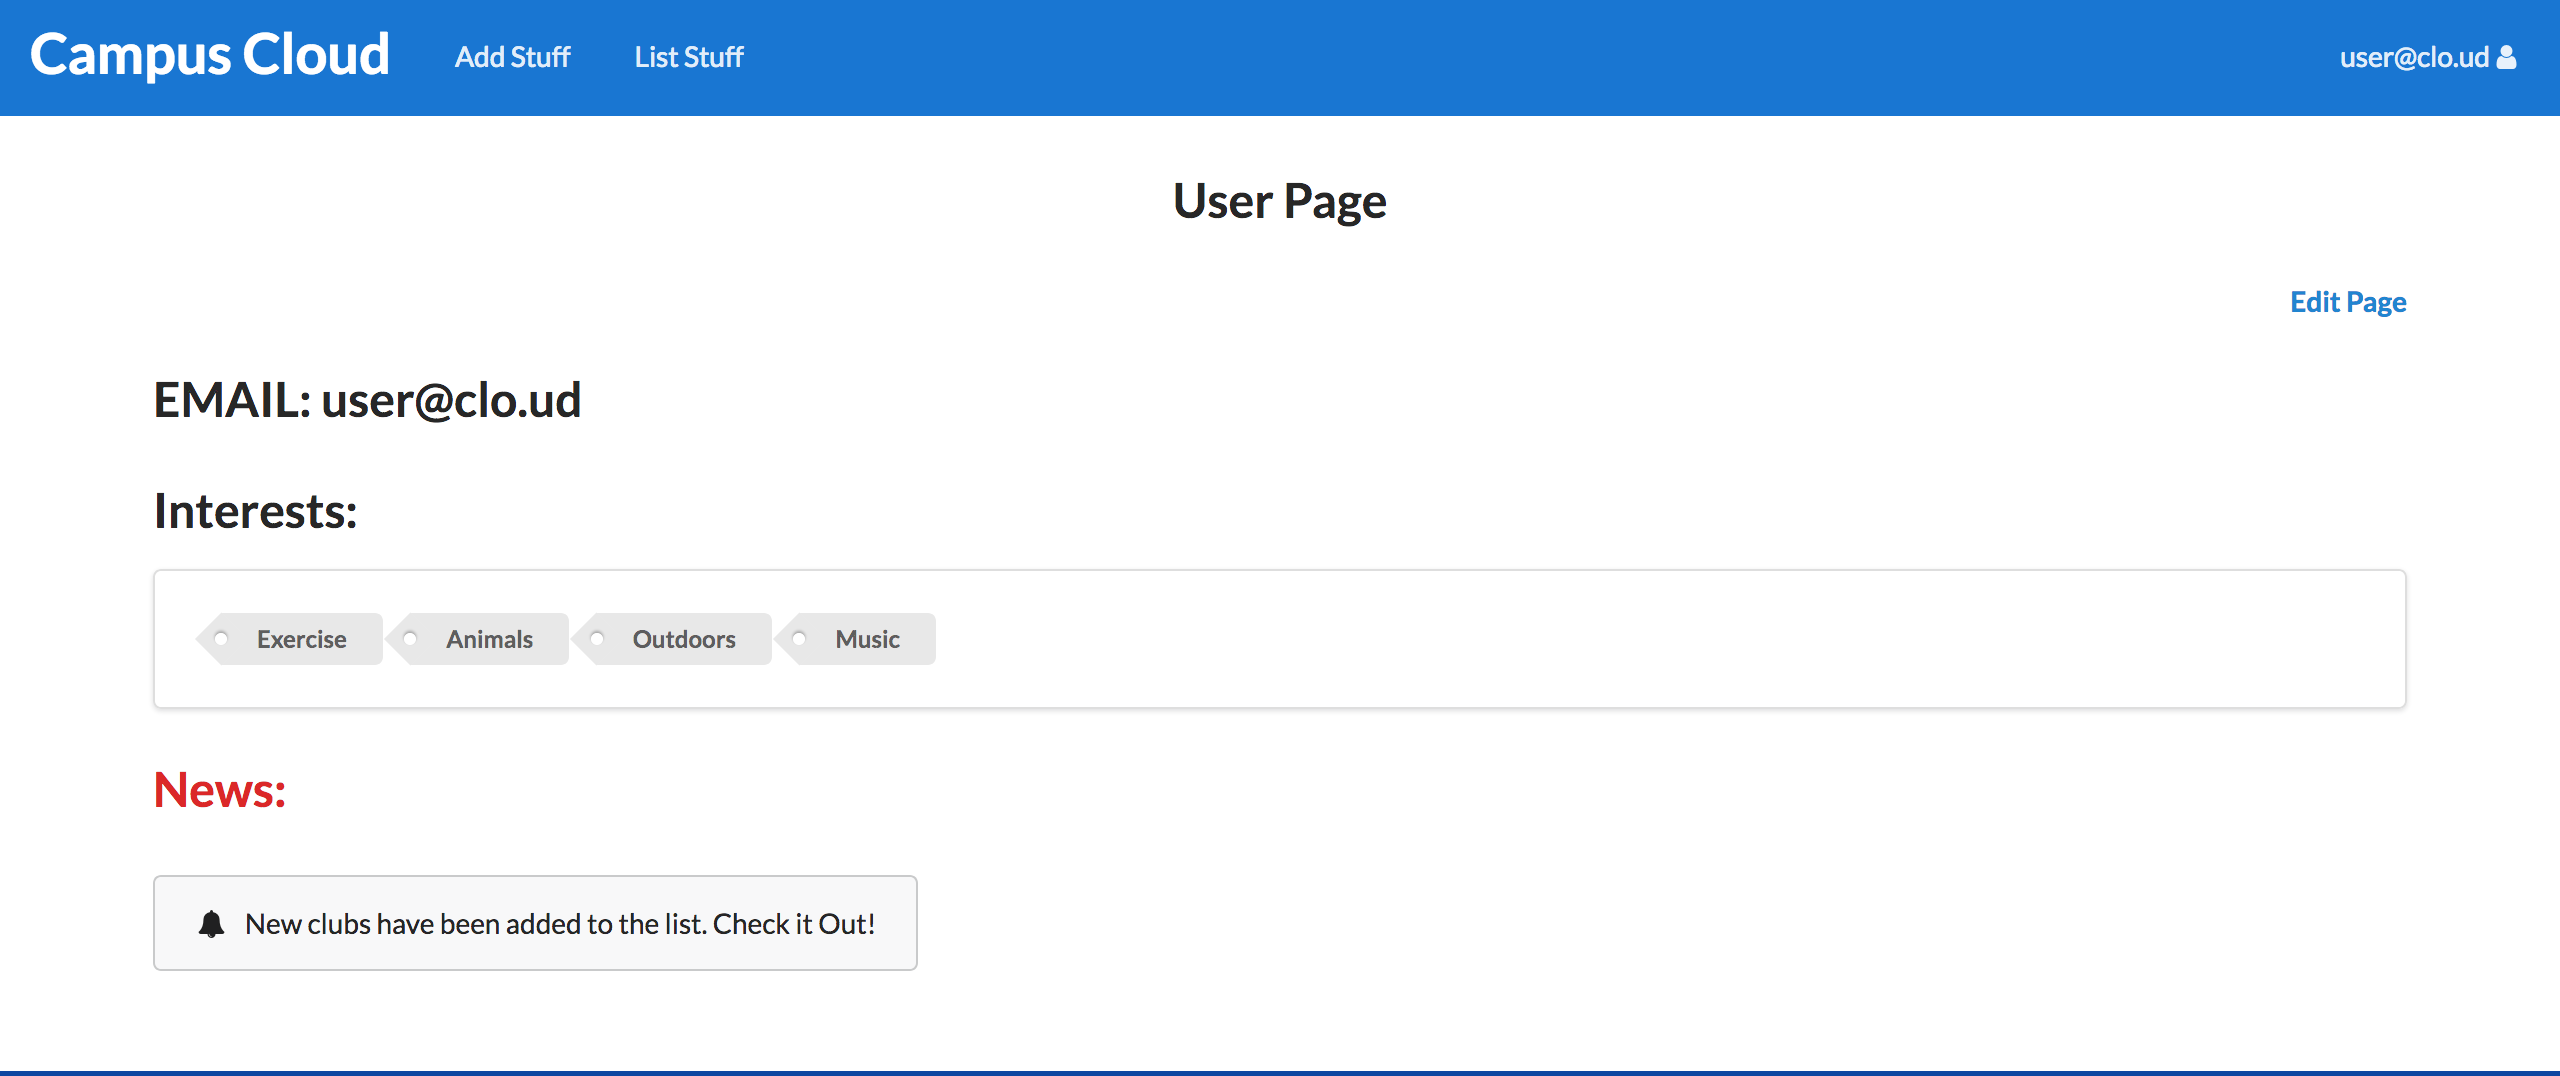 Campus Cloud Add Stuff List Stuff user@clo.ud
User Page
Edit Page
EMAIL: user@clo.ud
Interests:
Exercise Animals Outdoors Music
News:
New clubs have been added to the list. Check it Out!